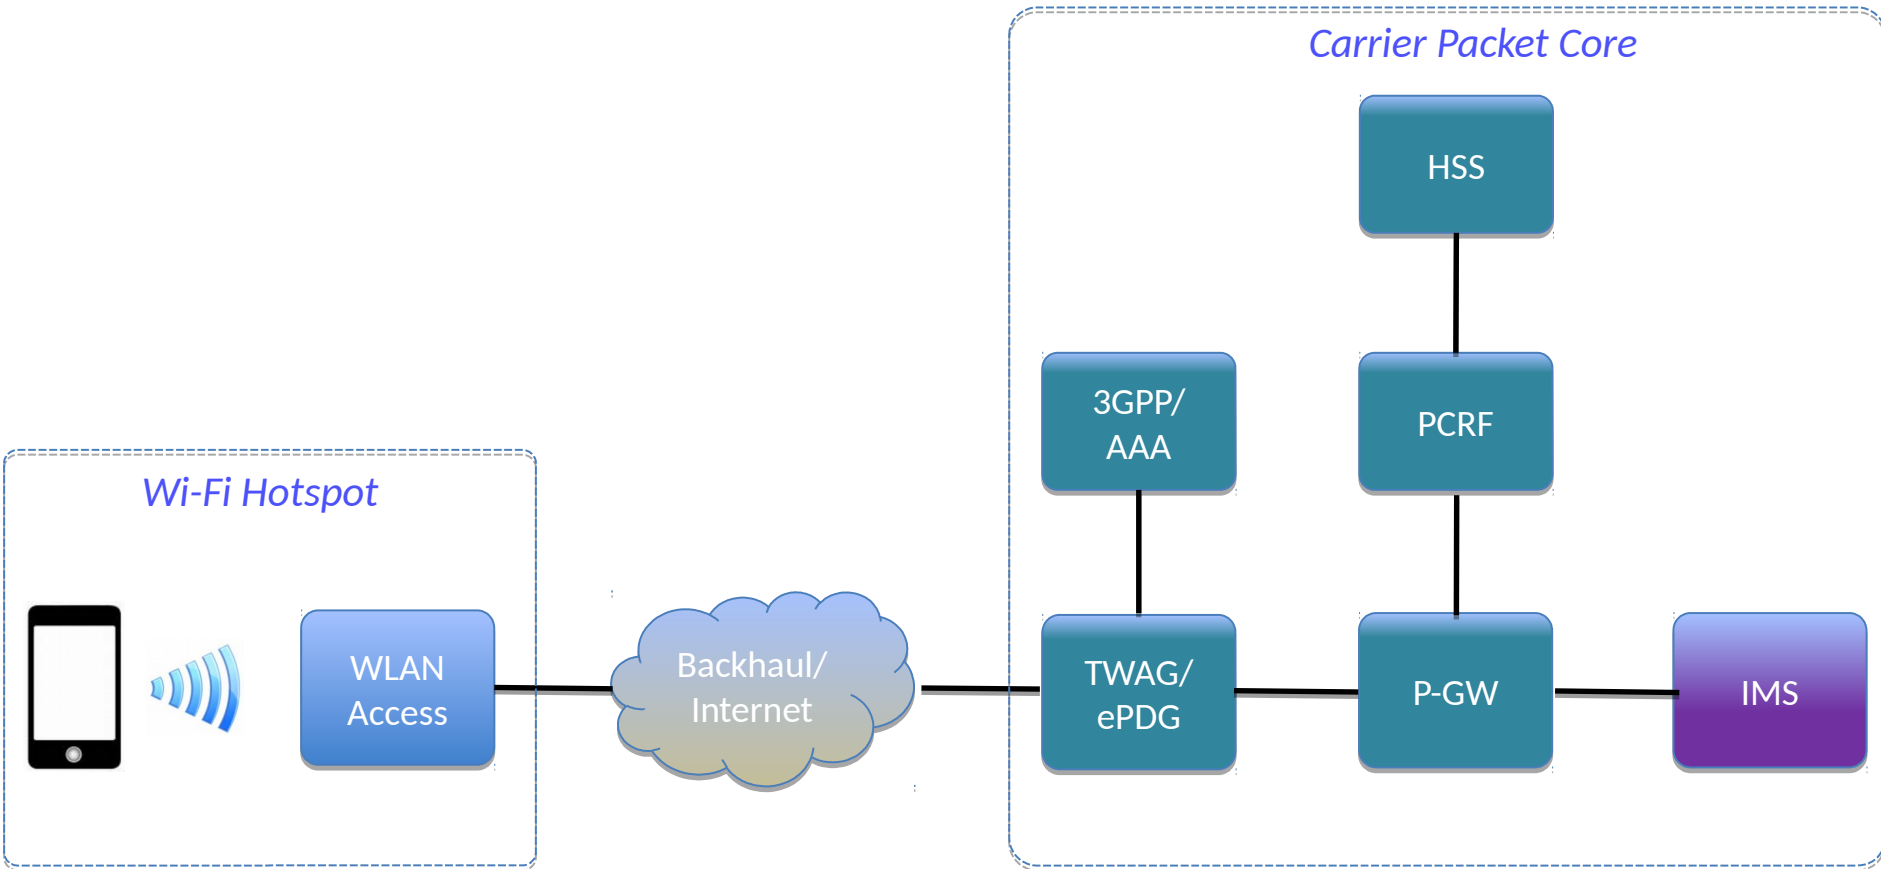 Carrier Packet Core
HSS
3GPP/
AAA
PCRF
Wi-Fi Hotspot
WLAN
Access
Backhaul/
Internet
TWAG/
ePDG
P-GW
IMS